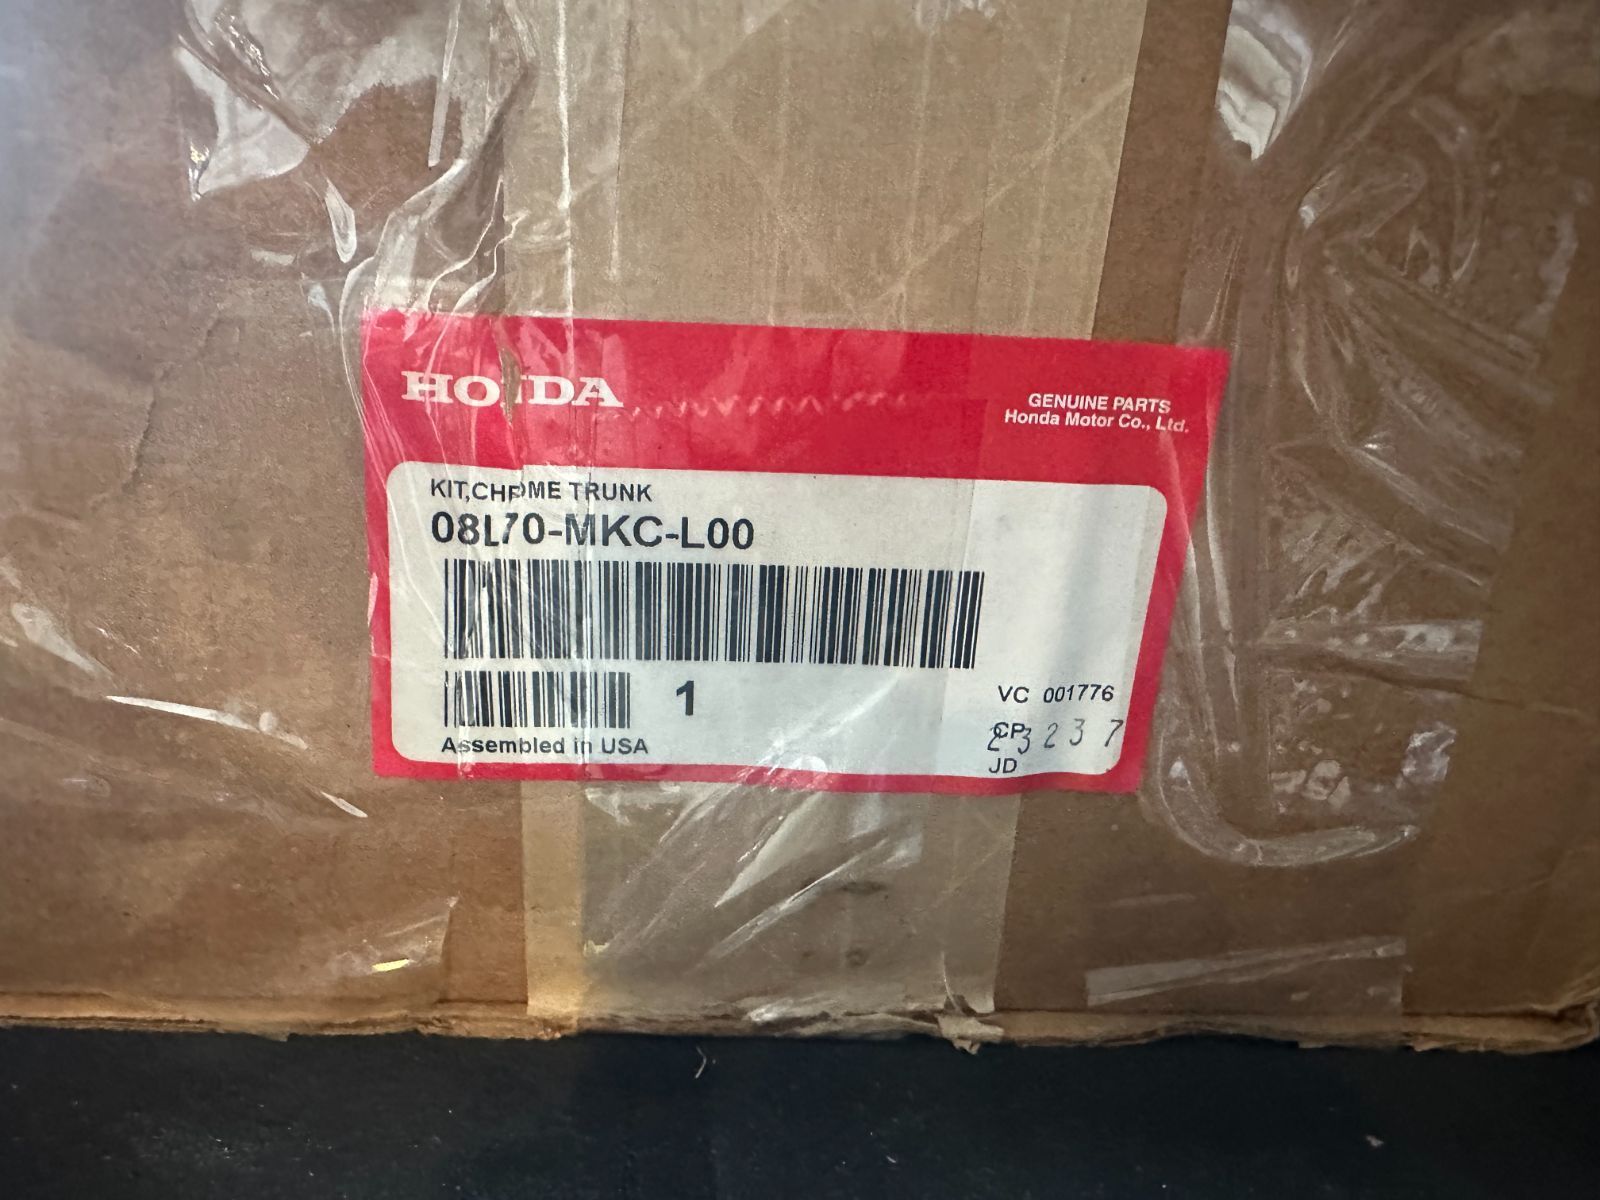 HONDA
GENUINE PARTS
Honda Motor Co., Ltd.
KIT,CHROME TRUNK
08L70-MKC-L00
1
VC 001776
Assembled in USA
CP
23237
JD